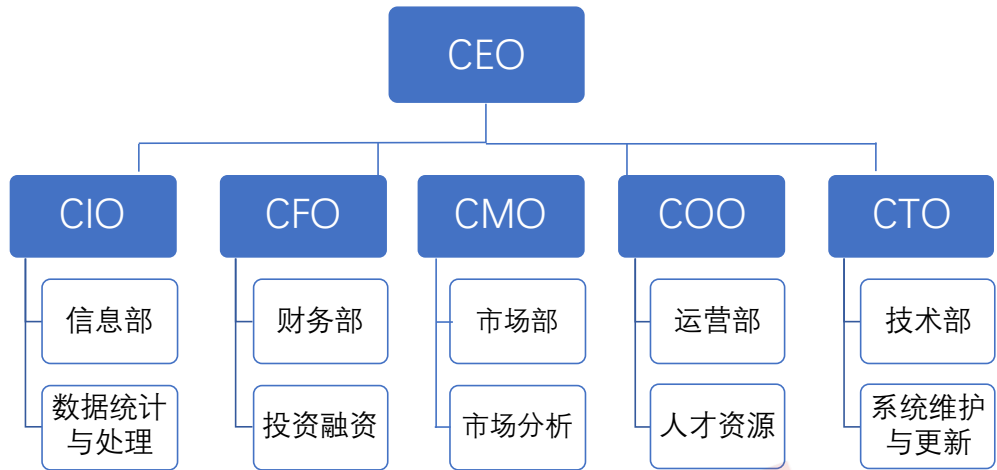 CEO
CIO
CFO
CMO
COO
CTO
信息部
财务部
市场部
运营部
技术部
数据统计
与处理
投资融资
市场分析
人才资源
系统维护
与更新